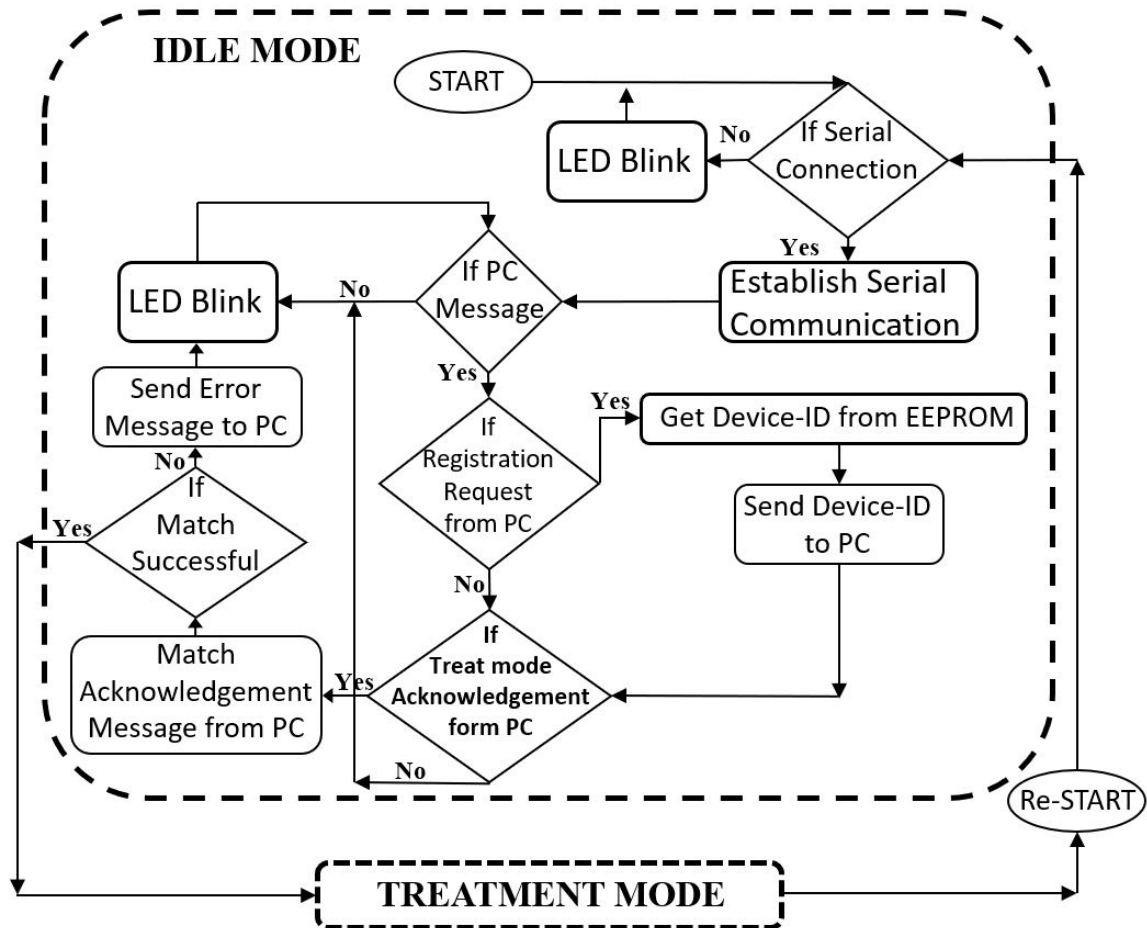 IDLE MODE
START
If Serial
Connection
No
LED Blink
Yes
Establish Serial
Communication
If PC
Message
No
LED Blink
Yes
Send Error
Message to PC
If
Registration
Request
from PC
Yes
Get Device-ID from EEPROM
Send Device-ID
to PC
No
No
If
Match
Successful
Yes
If
Treat mode
Acknowledgement
form PC
Yes
Match
Acknowledgement
Message from PC
No
Re-START
TREATMENT MODE